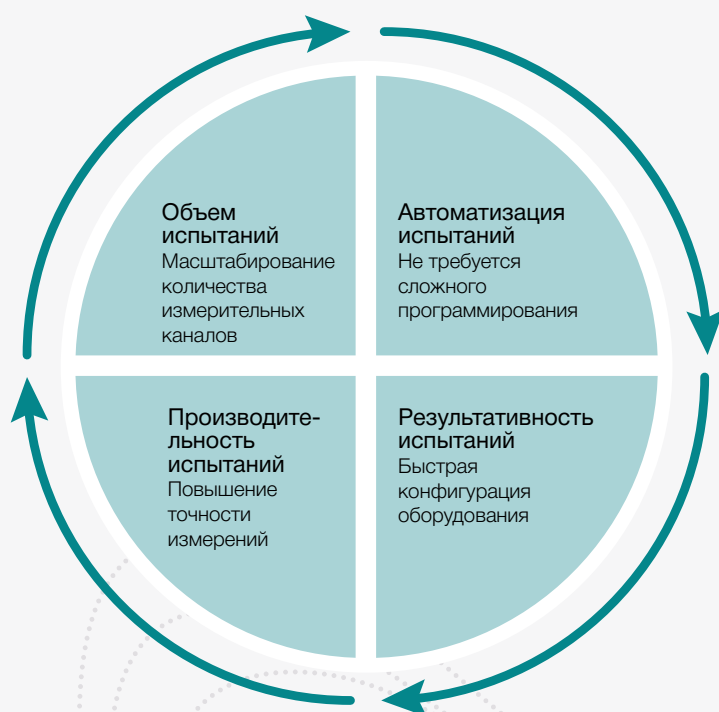 Объем
испытаний
Масштабирование
количества
измерительных
каналов
Автоматизация
испытаний
Не требуется
сложного
программирования
Производите-
льность
испытаний
Повышение
точности
измерений
Результативность
испытаний
Быстрая
конфигурация
оборудования